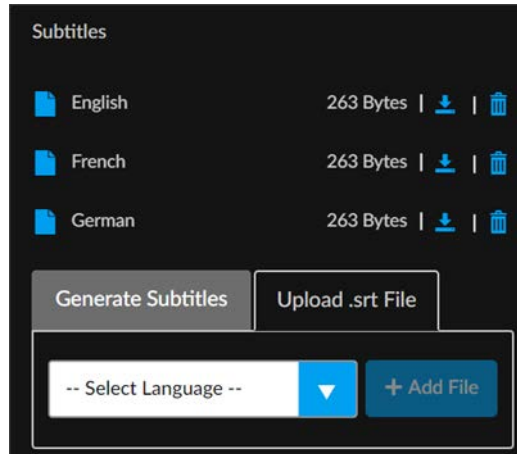 Subtitles
English 263 Bytes | |
French 263 Bytes | |
German 263 Bytes | |
Generate Subtitles Upload .srt File
-- Select Language -- + Add File